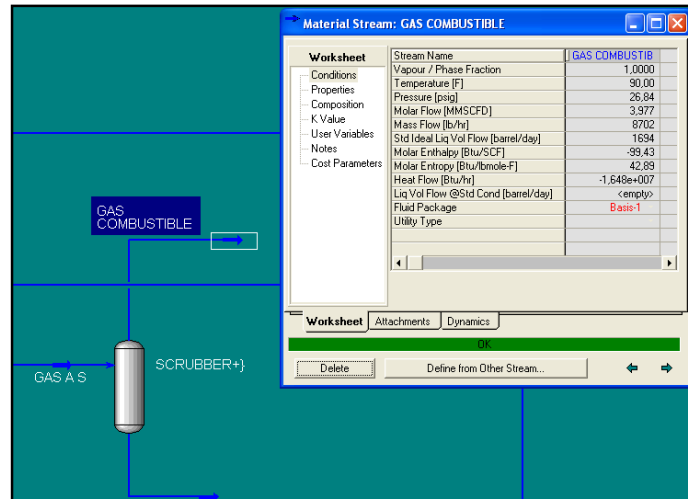 Material Stream: GAS COMBUSTIBLE
Worksheet
Conditions
Properties
Composition
K Value
User Variables
Notes
Cost Parameters
Stream Name GAS COMBUSTIB
Vapour / Phase Fraction 1,0000
Temperature [F] 90,00
Pressure [psig] 26,84
Molar Flow [MMSCFD] 3,977
Mass Flow [lb/hr] 8702
Std Ideal Liq Vol Flow [barrel/day] 1694
Molar Enthalpy [Btu/SCF] -99,43
Molar Entropy [Btu/lbmole-F] 42,89
Heat Flow [Btu/hr] -1,648e+007
Liq Vol Flow @Std Cond [barrel/day] <empty>
Fluid Package Basis-1
Utility Type
Worksheet Attachments Dynamics
OK
Delete Define from Other Stream...
GAS
COMBUSTIBLE
SCRUBBER+}
GAS A S